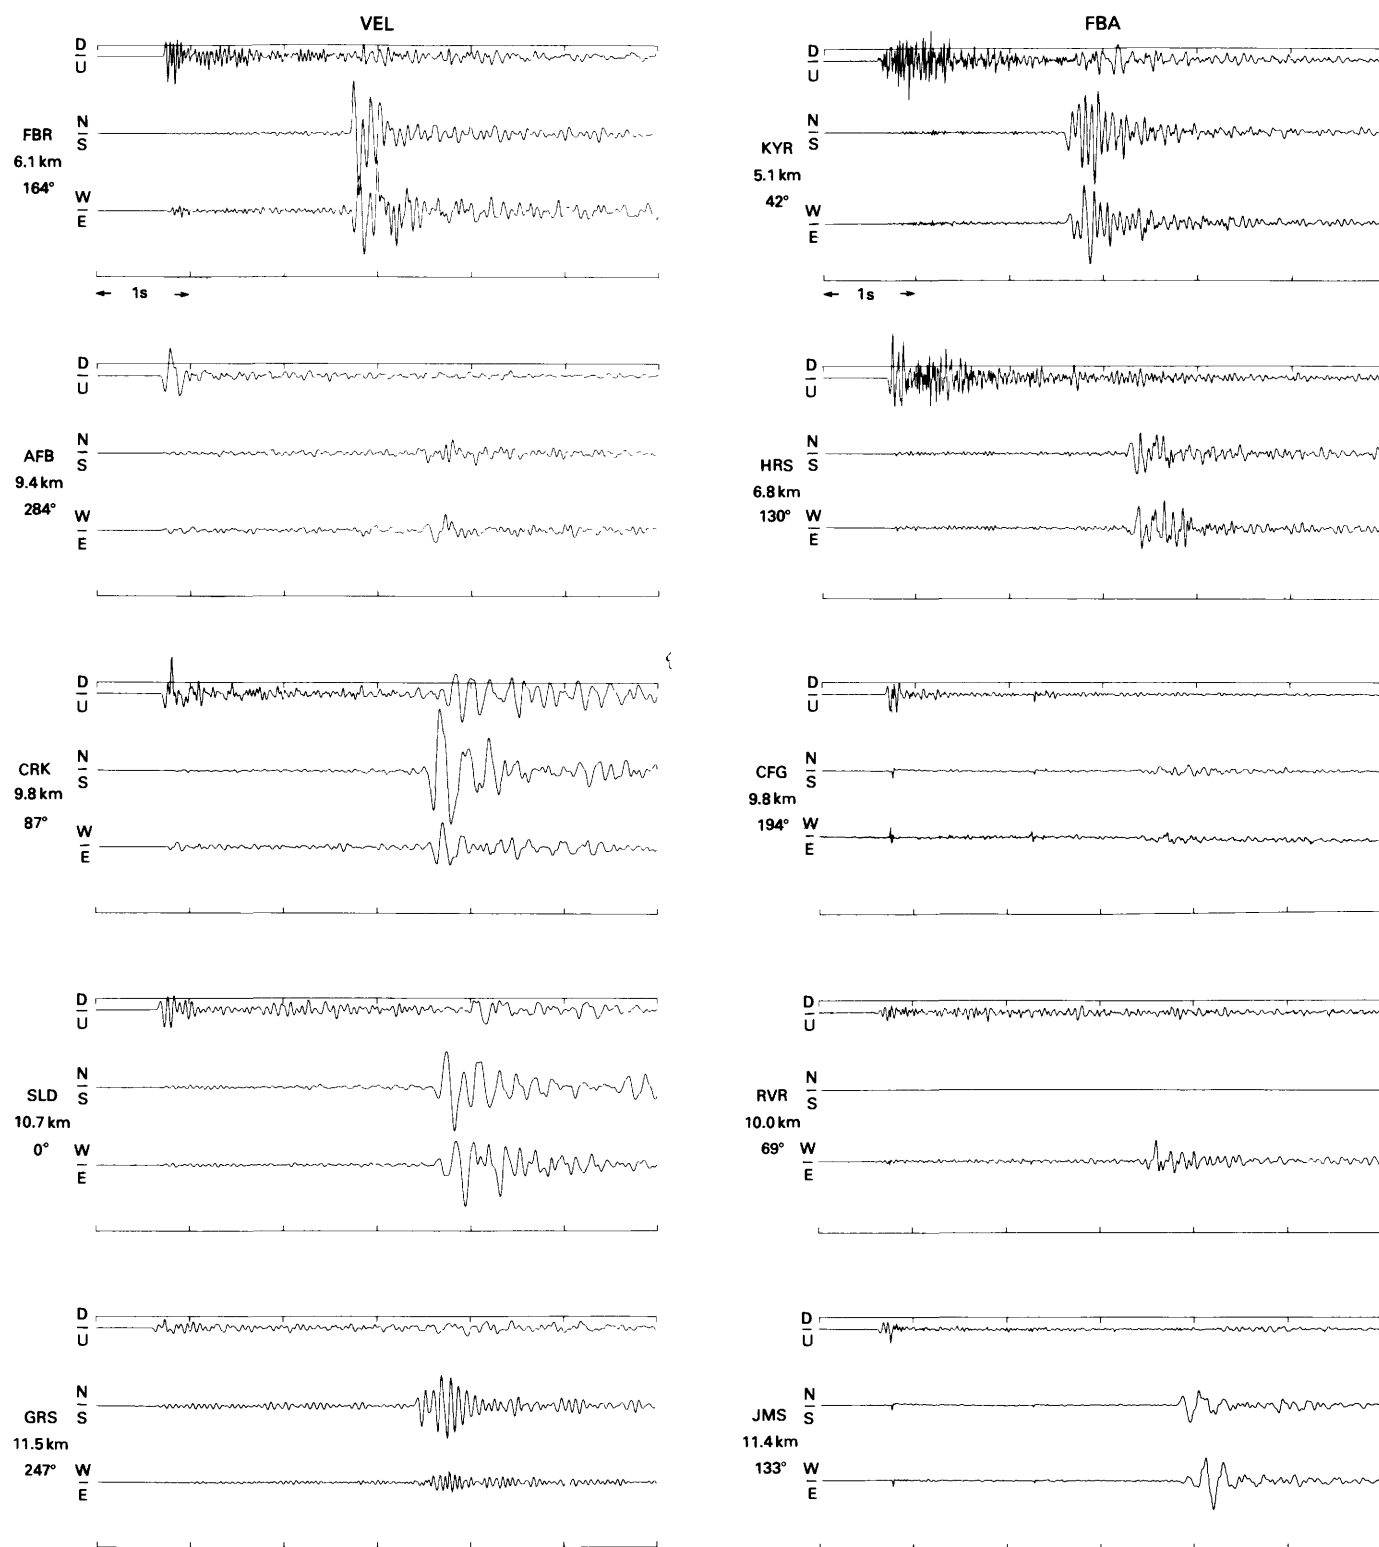 VEL
D
U
FBR
6.1 km
164°
N
S
W
E
1s
D
U
AFB
9.4 km
284°
N
S
W
E
D
U
CRK
9.8 km
87°
N
S
W
E
D
U
SLD
10.7 km
0°
N
S
W
E
D
U
GRS
11.5 km
247°
N
S
W
E
FBA
D
U
KYR
5.1 km
42°
N
S
W
E
1s
D
U
HRS
6.8 km
130°
N
S
W
E
D
U
CFG
9.8 km
194°
N
S
W
E
D
U
RVR
10.0 km
69°
N
S
W
E
D
U
JMS
11.4 km
133°
N
S
W
E